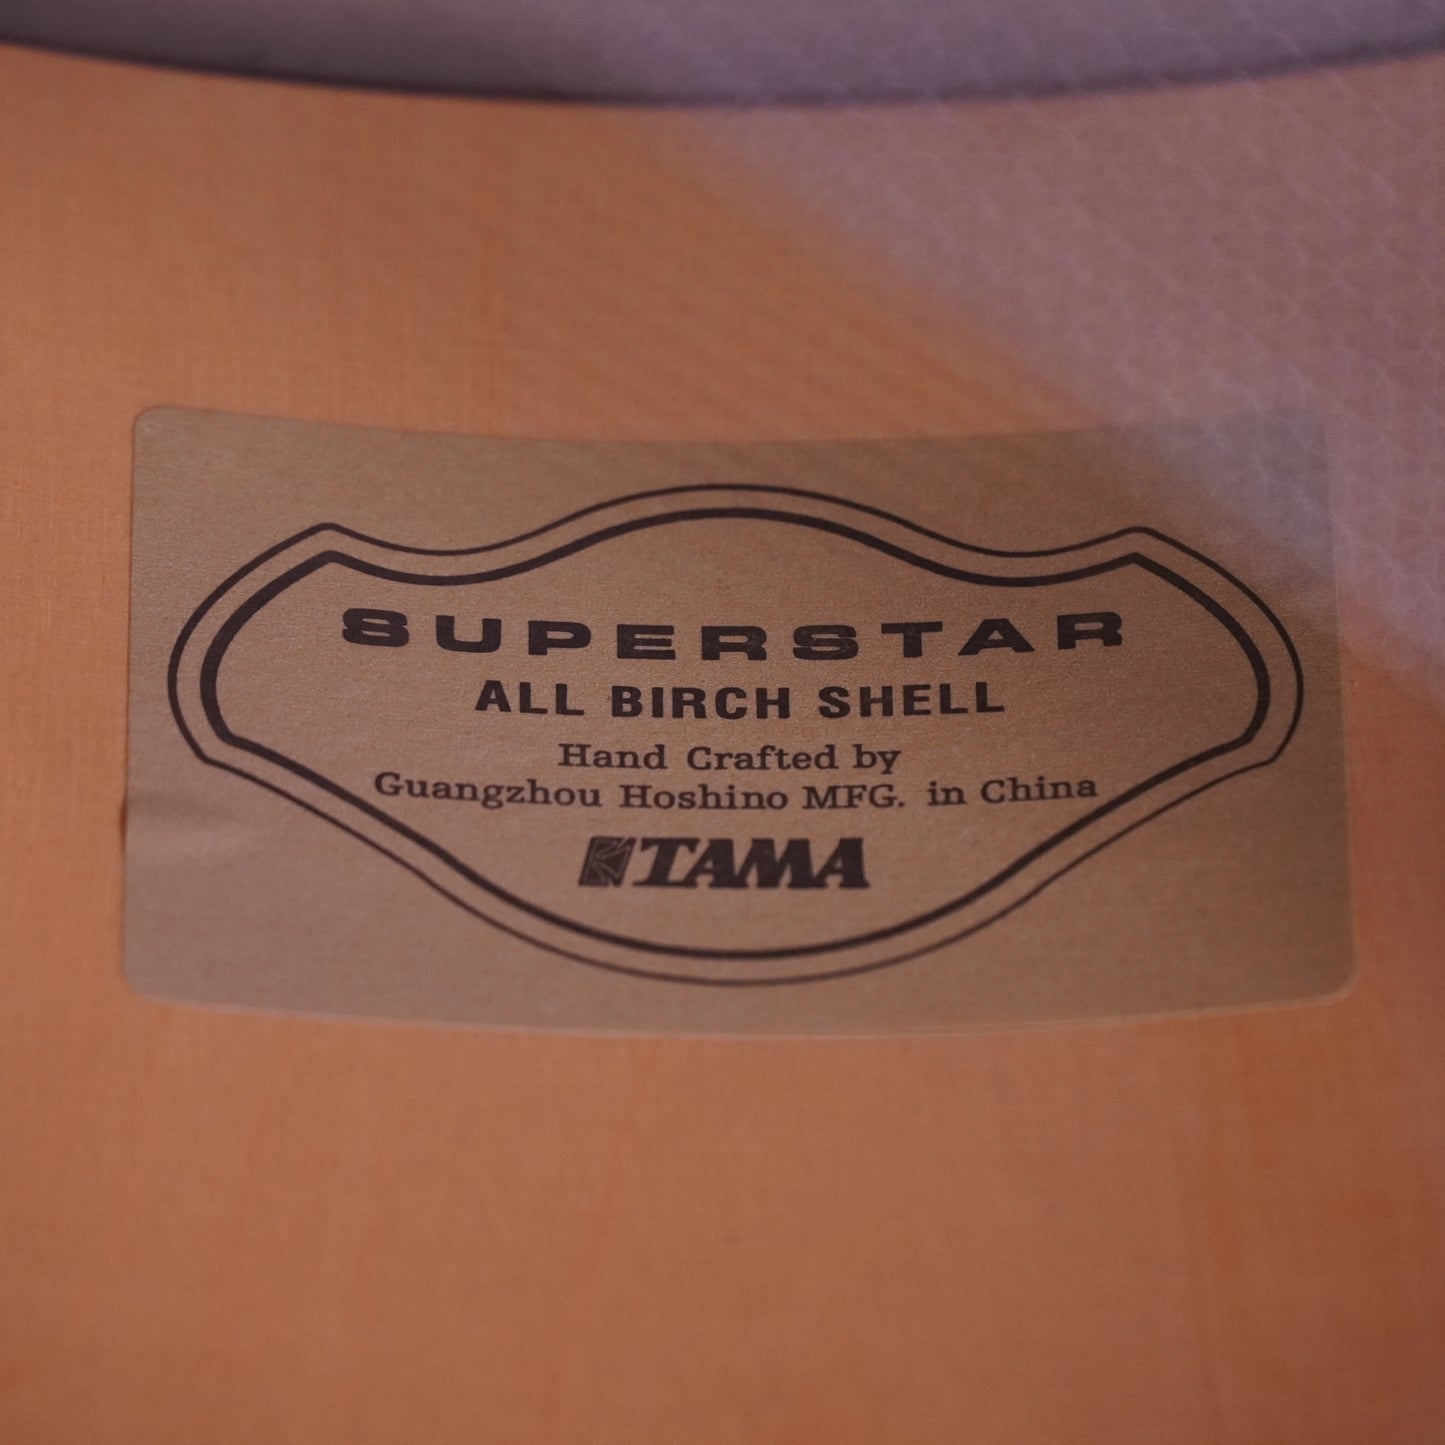 SUPERSTAR
ALL BIRCH SHELL
Hand Crafted by
Guangzhou Hoshino MFG. in China
TAMA